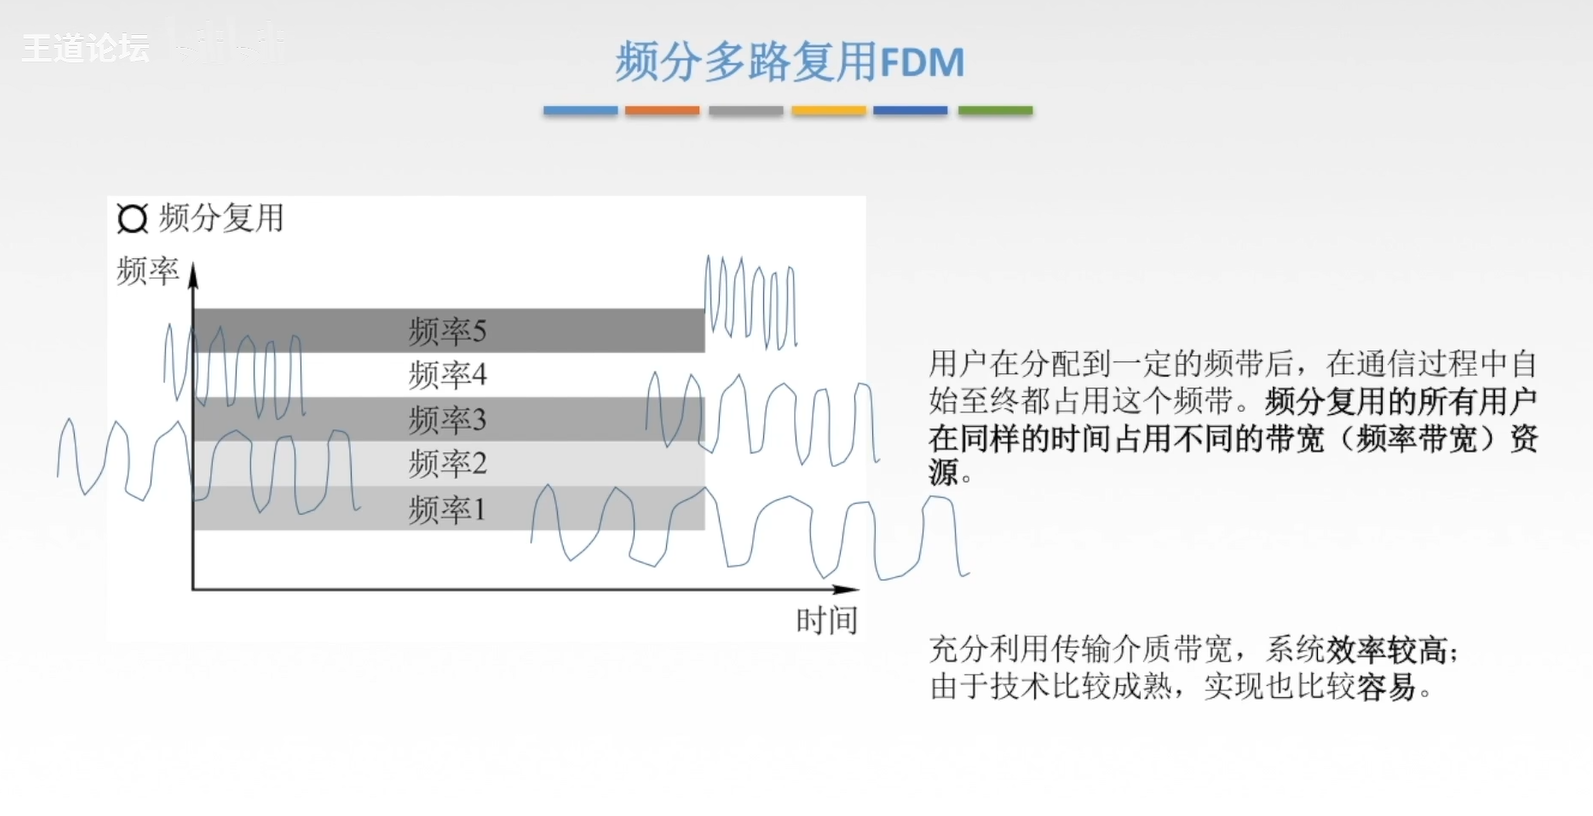 王道论坛
频分多路复用FDM
频分复用
频率
频率5
频率4
频率3
频率2
频率1
时间
用户在分配到一定的频带后，在通信过程中自
始至终都占用这个频带。频分复用的所有用户
在同样的时间占用不同的带宽（频率带宽）资
源。
充分利用传输介质带宽，系统效率较高；
由于技术比较成熟，实现也比较容易。